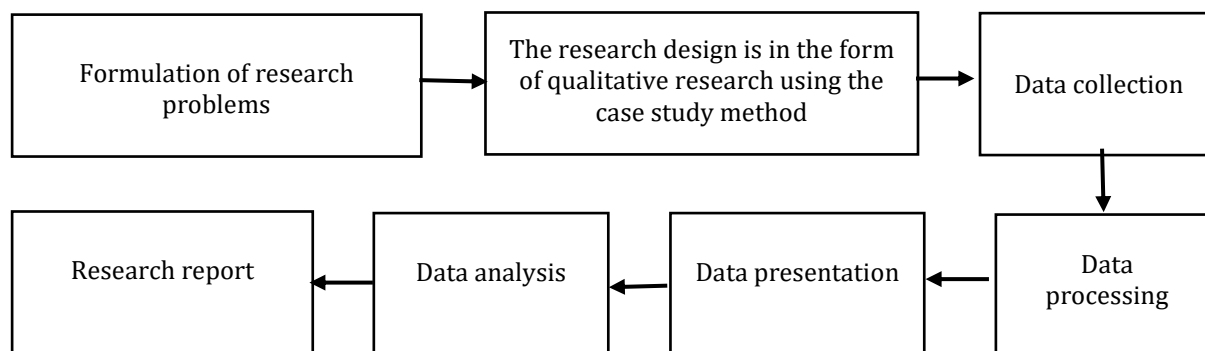 Formulation of research
problems
The research design is in the form
of qualitative research using the
case study method
Data collection
Data
processing
Data presentation
Data analysis
Research report